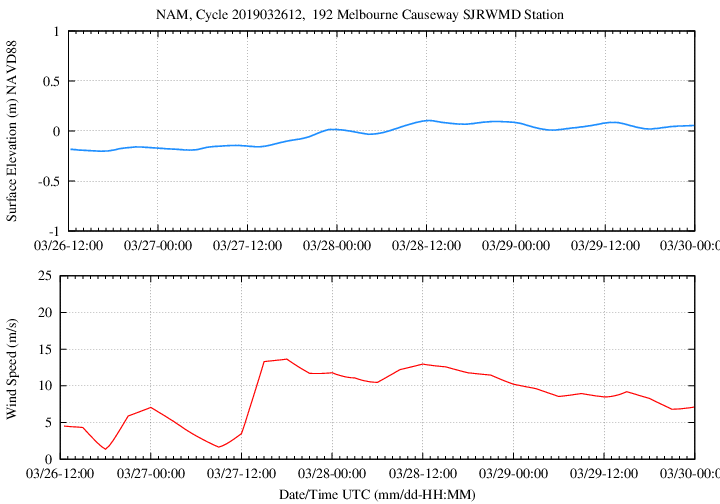 NAM, Cycle 2019032612,  192 Melbourne Causeway SJRWMD Station
Surface Elevation (m) NAVD88
1
0.5
0
-0.5
-1
03/26-12:00 03/27-00:00 03/27-12:00 03/28-00:00 03/28-12:00 03/29-00:00 03/29-12:00 03/30-00:0
Wind Speed (m/s)
25
20
15
10
5
0
03/26-12:00 03/27-00:00 03/27-12:00 03/28-00:00 03/28-12:00 03/29-00:00 03/29-12:00 03/30-00:0
Date/Time UTC (mm/dd-HH:MM)